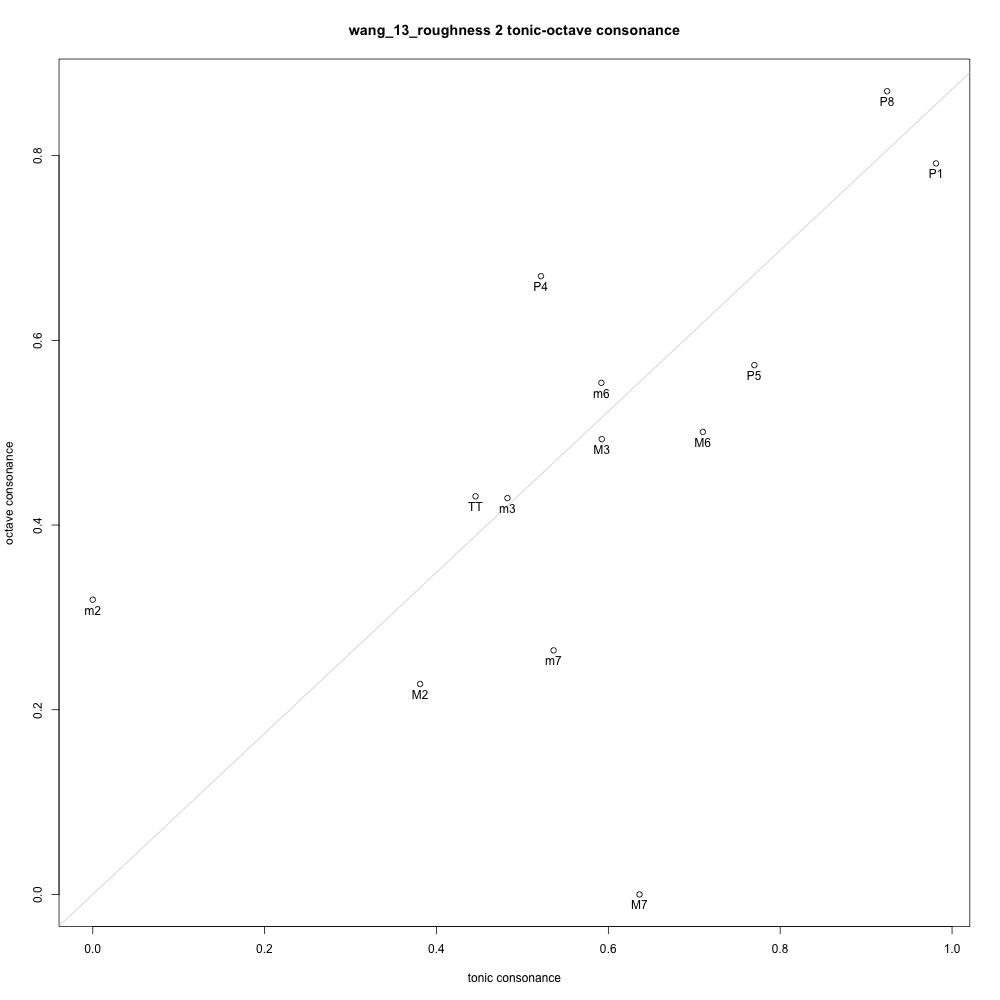 wang_13_roughness 2 tonic-octave consonance
P8
P1
P4
P5
m6
M6
M3
TT
m3
m2
m7
M2
M7
octave consonance
0.8
0.6
0.4
0.2
0.0
0.0 0.2 0.4 0.6 0.8 1.0
tonic consonance